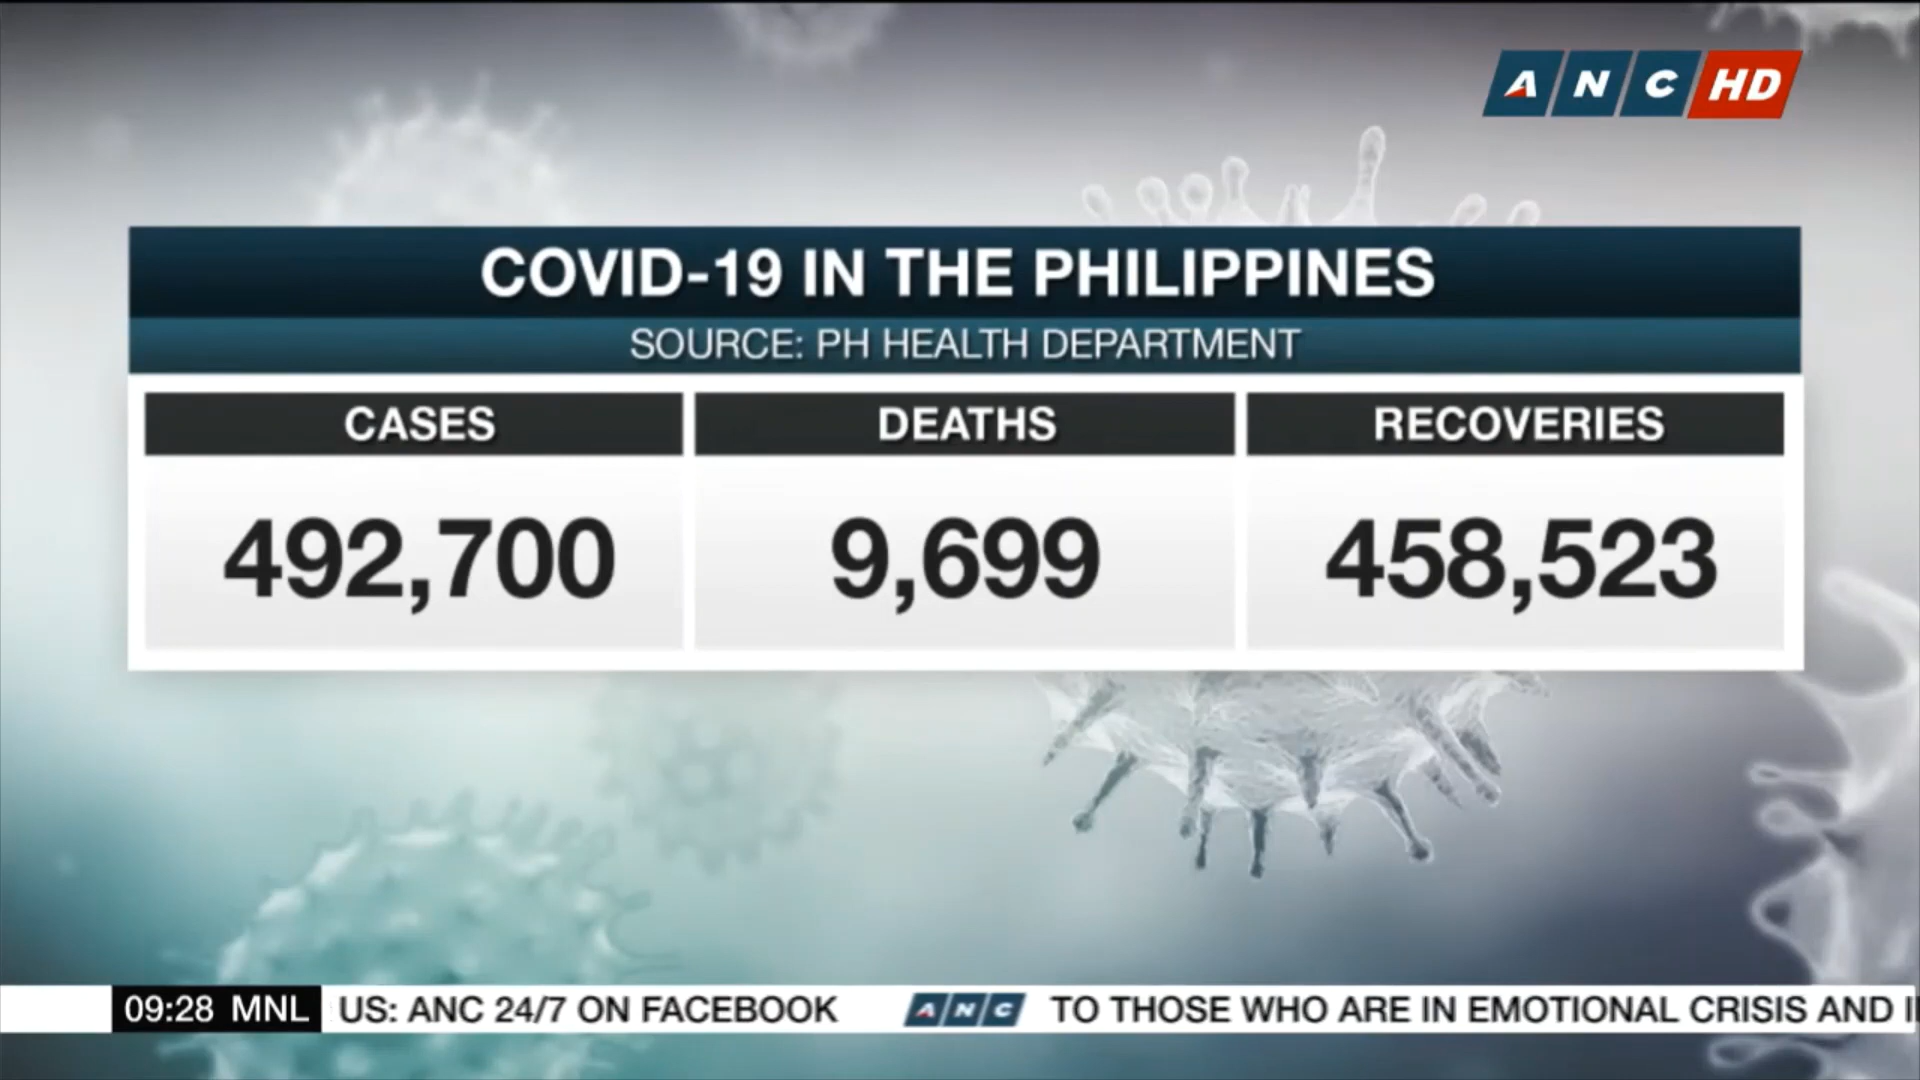 ANC HD
COVID-19 IN THE PHILIPPINES
SOURCE: PH HEALTH DEPARTMENT
CASES DEATHS RECOVERIES
492,700 9,699 458,523
09:28 MNL US: ANC 24/7 ON FACEBOOK ANC TO THOSE WHO ARE IN EMOTIONAL CRISIS AND